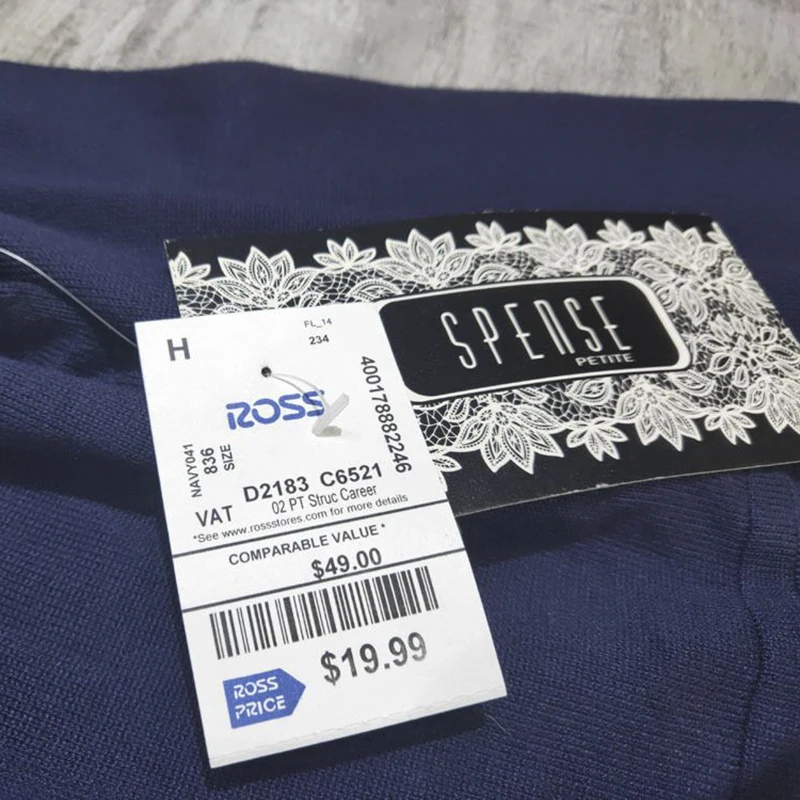 SPENSE
PETITE
H
FL_14
234
ROSS
400178882246
NAVY041
836
SIZE
D2183 C6521
02 PT Struc Career
VAT
*See www.rossstores.com for more details
COMPARABLE VALUE *
$49.00
$19.99
ROSS
PRICE